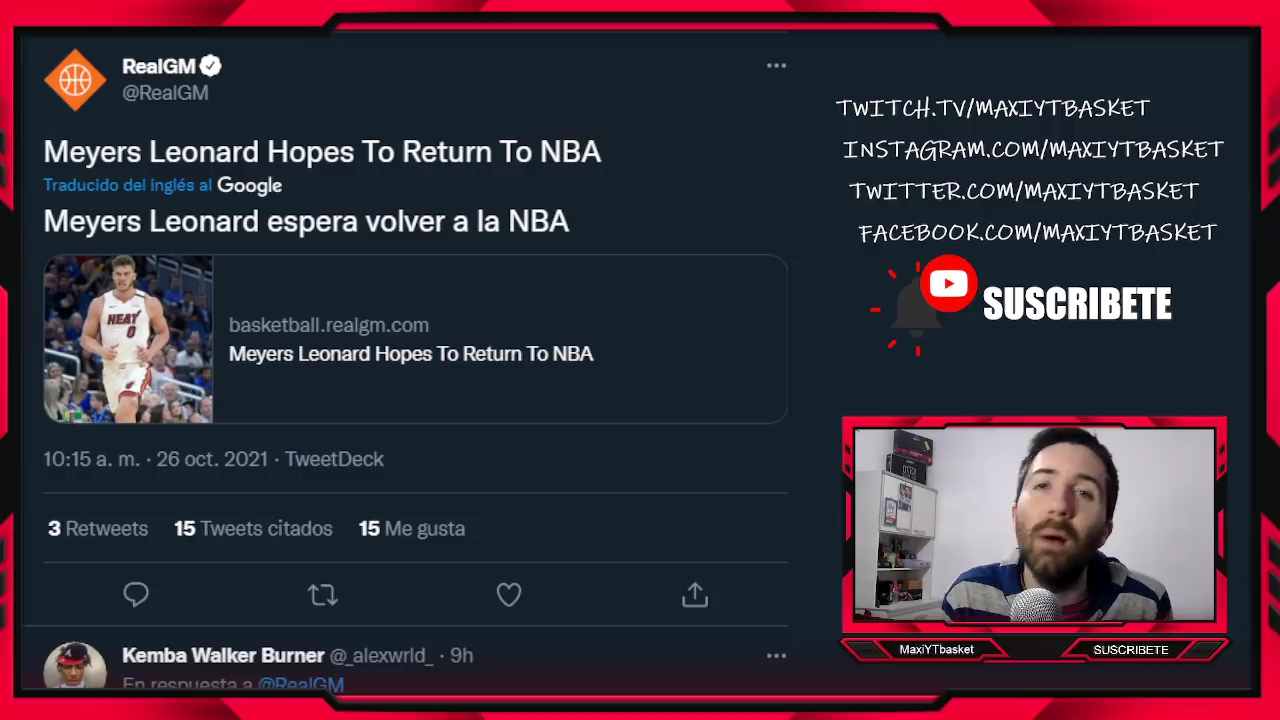 RealGM
@RealGM
Meyers Leonard Hopes To Return To NBA
Traducido del inglés al Google
Meyers Leonard espera volver a la NBA
HEAT
0
basketball.realgm.com
Meyers Leonard Hopes To Return To NBA
10:15 a. m. · 26 oct. 2021 · TweetDeck
3 Retweets 15 Tweets citados 15 Me gusta
Kemba Walker Burner @_alexwrld_ · 9h
En respuesta a @RealGM
TWITCH.TV/MAXIYTBASKET
INSTAGRAM.COM/MAXIYTBASKET
TWITTER.COM/MAXIYTBASKET
FACEBOOK.COM/MAXIYTBASKET
SUSCRIBETE
MaxiYTbasket
SUSCRIBETE